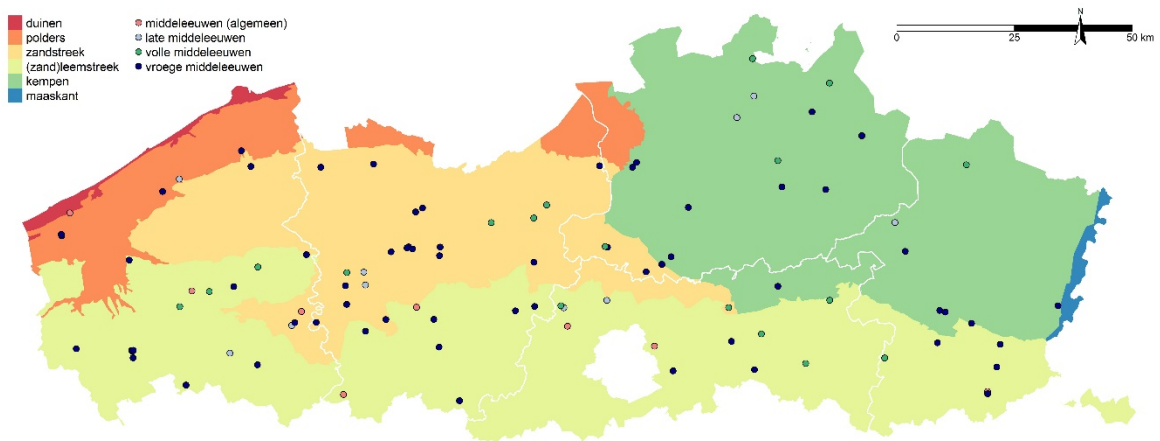 duinen
polders
zandstreek
(zand)leemstreek
kempen
maaskant
middeleeuwen (algemeen)
late middeleeuwen
volle middeleeuwen
vroege middeleeuwen
N
0 25 50 km